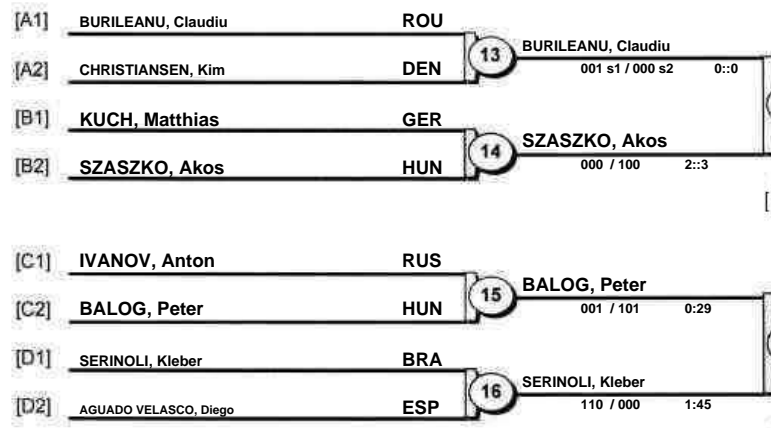 [A1] BURILEANU, Claudiu ROU
13 BURILEANU, Claudiu
001 s1 / 000 s2 0::0
[A2] CHRISTIANSEN, Kim DEN
[B1] KUCH, Matthias GER
14 SZASZKO, Akos
000 / 100 2::3
[B2] SZASZKO, Akos HUN
[
[C1] IVANOV, Anton RUS
15 BALOG, Peter
001 / 101 0:29
[C2] BALOG, Peter HUN
[D1] SERINOLI, Kleber BRA
16 SERINOLI, Kleber
110 / 000 1:45
[D2] AGUADO VELASCO, Diego ESP